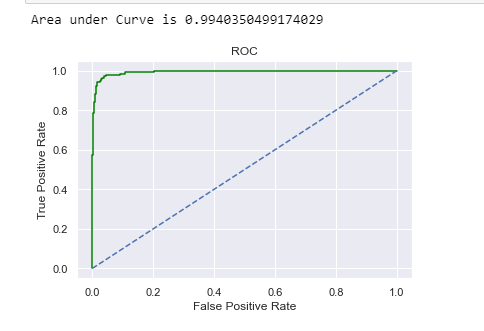 Area under Curve is 0.9940350499174029
ROC
True Positive Rate
1.0
0.8
0.6
0.4
0.2
0.0
0.0 0.2 0.4 0.6 0.8 1.0
False Positive Rate